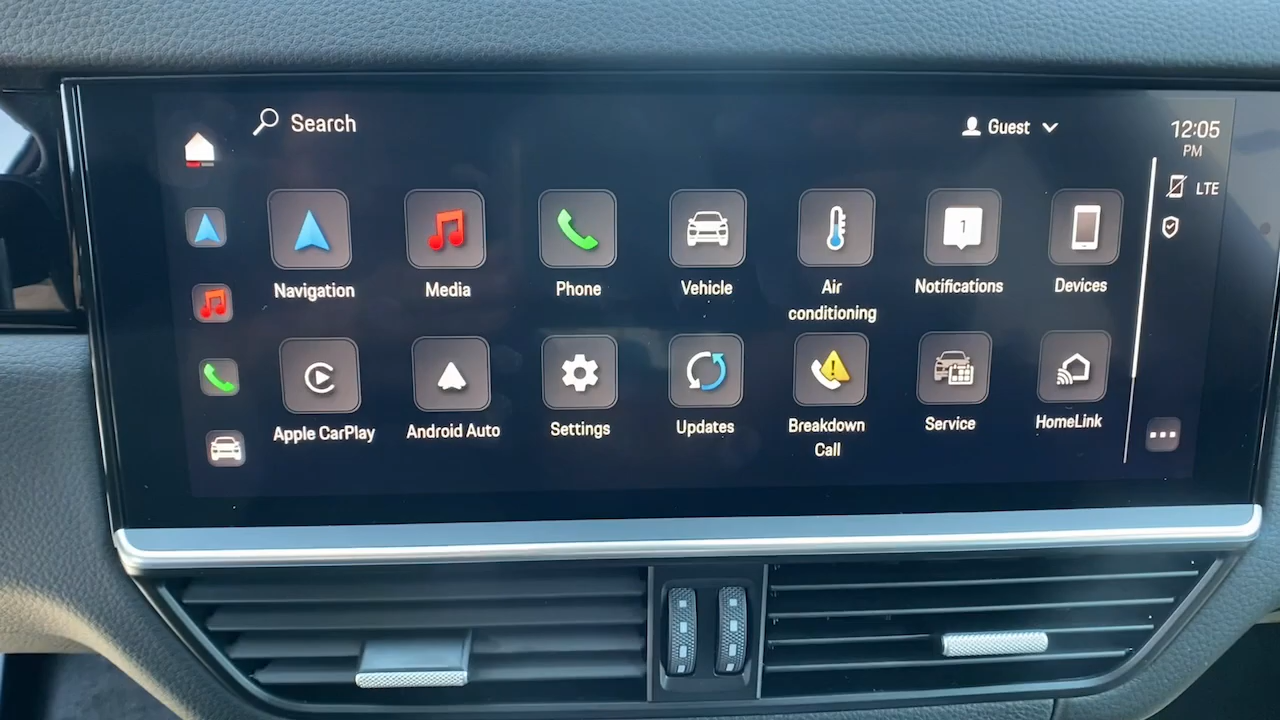 Search
Guest
12:05
PM
LTE
1
Navigation
Media
Phone
Vehicle
Air
conditioning
Notifications
Devices
Apple CarPlay
Android Auto
Settings
Updates
Breakdown
Call
Service
HomeLink